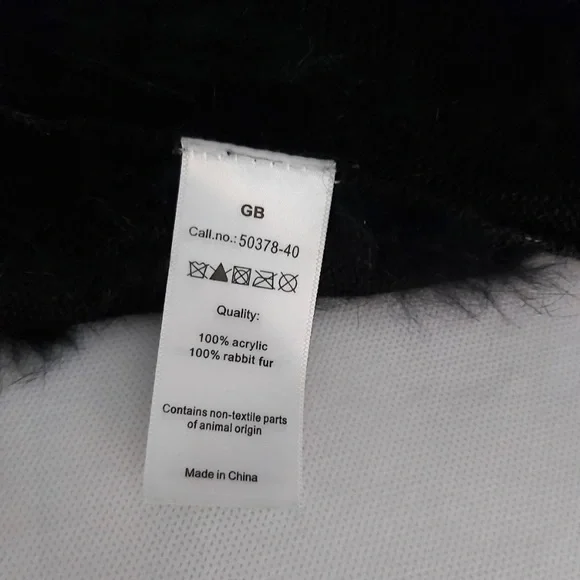 GB
Call.no.: 50378-40
Quality:
100% acrylic
100% rabbit fur
Contains non-textile parts
of animal origin
Made in China